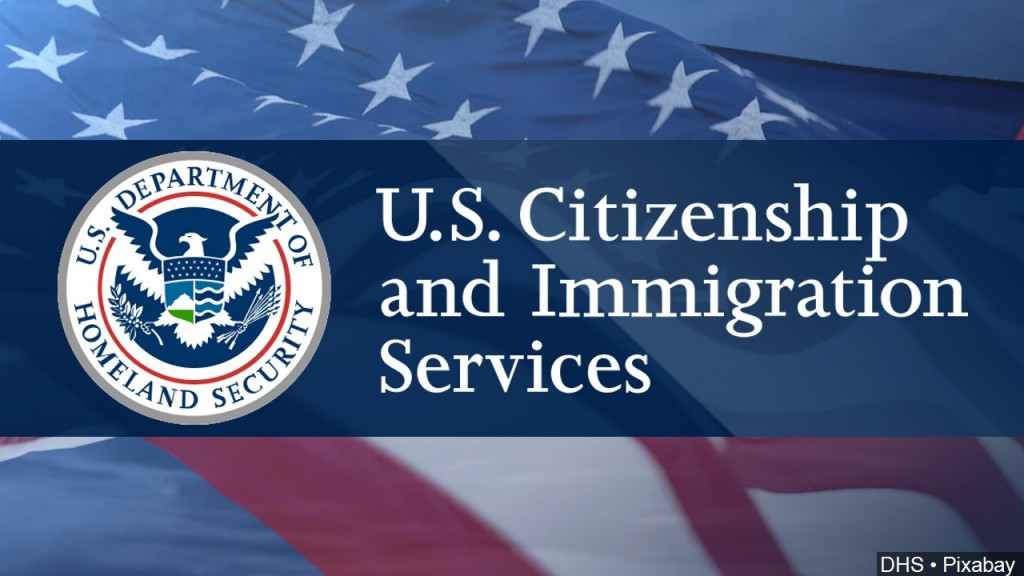 U.S. DEPARTMENT OF
HOMELAND SECURITY
U.S. Citizenship
and Immigration
Services
DHS • Pixabay